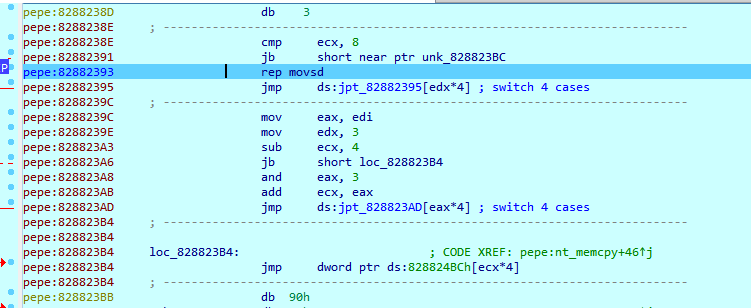 pepe:8288238D db 3
pepe:8288238E ; ---------------------------------------------------------------------------
pepe:8288238E cmp ecx, 8
pepe:82882391 jb short near ptr unk_828823BC
P
pepe:82882393 rep movsd
pepe:82882395 jmp ds:jpt_82882395[edx*4] ; switch 4 cases
pepe:8288239C ; ---------------------------------------------------------------------------
pepe:8288239C mov eax, edi
pepe:8288239E mov edx, 3
pepe:828823A3 sub ecx, 4
pepe:828823A6 jb short loc_828823B4
pepe:828823A8 and eax, 3
pepe:828823AB add ecx, eax
pepe:828823AD jmp ds:jpt_828823AD[eax*4] ; switch 4 cases
pepe:828823B4 ; ---------------------------------------------------------------------------
pepe:828823B4
pepe:828823B4 loc_828823B4: ; CODE XREF: pepe:nt_memcpy+46↑j
pepe:828823B4 jmp dword ptr ds:828824BCh[ecx*4]
pepe:828823B4 ; ---------------------------------------------------------------------------
pepe:828823BB db 90h